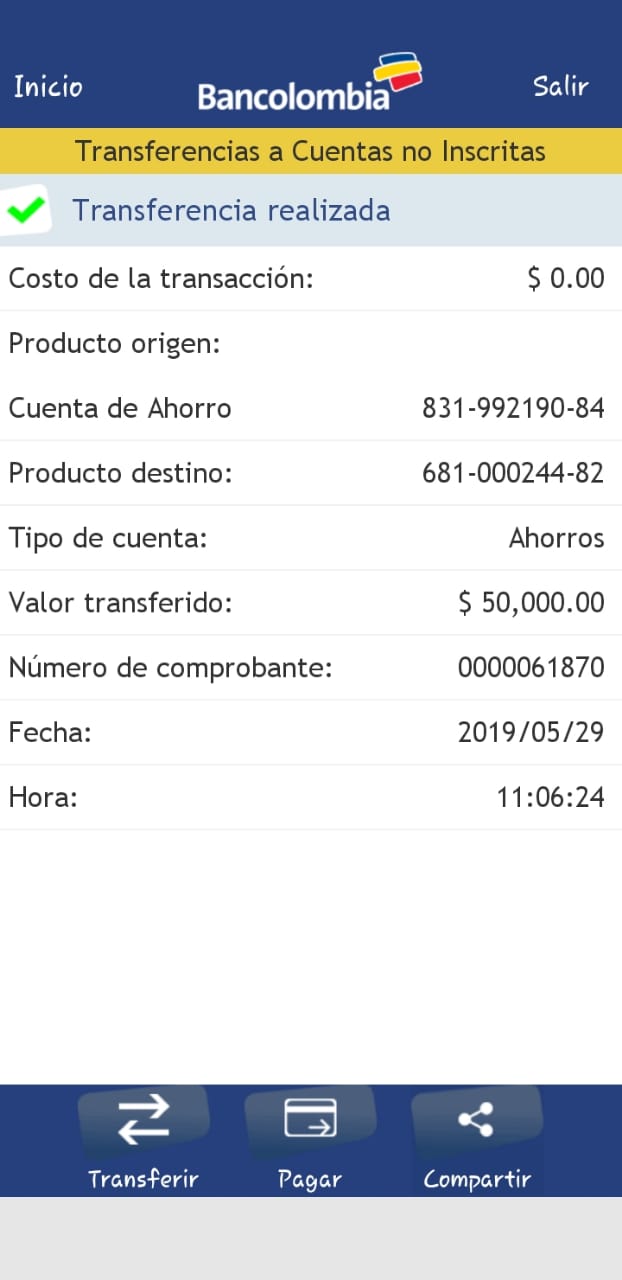 Inicio
Bancolombia
Salir
Transferencias a Cuentas no Inscritas
Transferencia realizada
Costo de la transacción: $ 0.00
Producto origen:
Cuenta de Ahorro 831-992190-84
Producto destino: 681-000244-82
Tipo de cuenta: Ahorros
Valor transferido: $ 50,000.00
Número de comprobante: 0000061870
Fecha: 2019/05/29
Hora: 11:06:24
Transferir
Pagar
Compartir